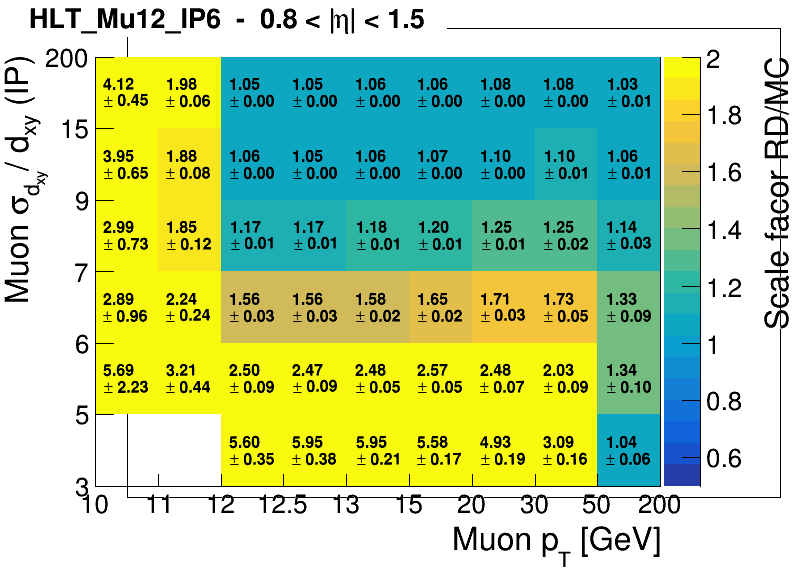 HLT_Mu12_IP6 - 0.8 < |η| < 1.5
Muon σ_{d_{xy}} / d_{xy} (IP)
200
15
9
7
6
5
3
4.12 1.98 1.05 1.05 1.06 1.06 1.08 1.08 1.03
± 0.45 ± 0.06 ± 0.00 ± 0.00 ± 0.00 ± 0.00 ± 0.00 ± 0.00 ± 0.01
3.95 1.88 1.06 1.05 1.06 1.07 1.10 1.10 1.06
± 0.65 ± 0.08 ± 0.00 ± 0.00 ± 0.00 ± 0.00 ± 0.00 ± 0.01 ± 0.01
2.99 1.85 1.17 1.17 1.18 1.20 1.25 1.25 1.14
± 0.73 ± 0.12 ± 0.01 ± 0.01 ± 0.01 ± 0.01 ± 0.01 ± 0.02 ± 0.03
2.89 2.24 1.56 1.56 1.58 1.65 1.71 1.73 1.33
± 0.96 ± 0.24 ± 0.03 ± 0.03 ± 0.02 ± 0.02 ± 0.03 ± 0.05 ± 0.09
5.69 3.21 2.50 2.47 2.48 2.57 2.48 2.03 1.34
± 2.23 ± 0.44 ± 0.09 ± 0.09 ± 0.05 ± 0.05 ± 0.07 ± 0.09 ± 0.10
5.60 5.95 5.95 5.58 4.93 3.09 1.04
± 0.35 ± 0.38 ± 0.21 ± 0.17 ± 0.19 ± 0.16 ± 0.06
10 11 12 12.5 13 15 20 30 50 200
Muon p_T [GeV]
2
1.8
1.6
1.4
1.2
1
0.8
0.6
Scale facor RD/MC